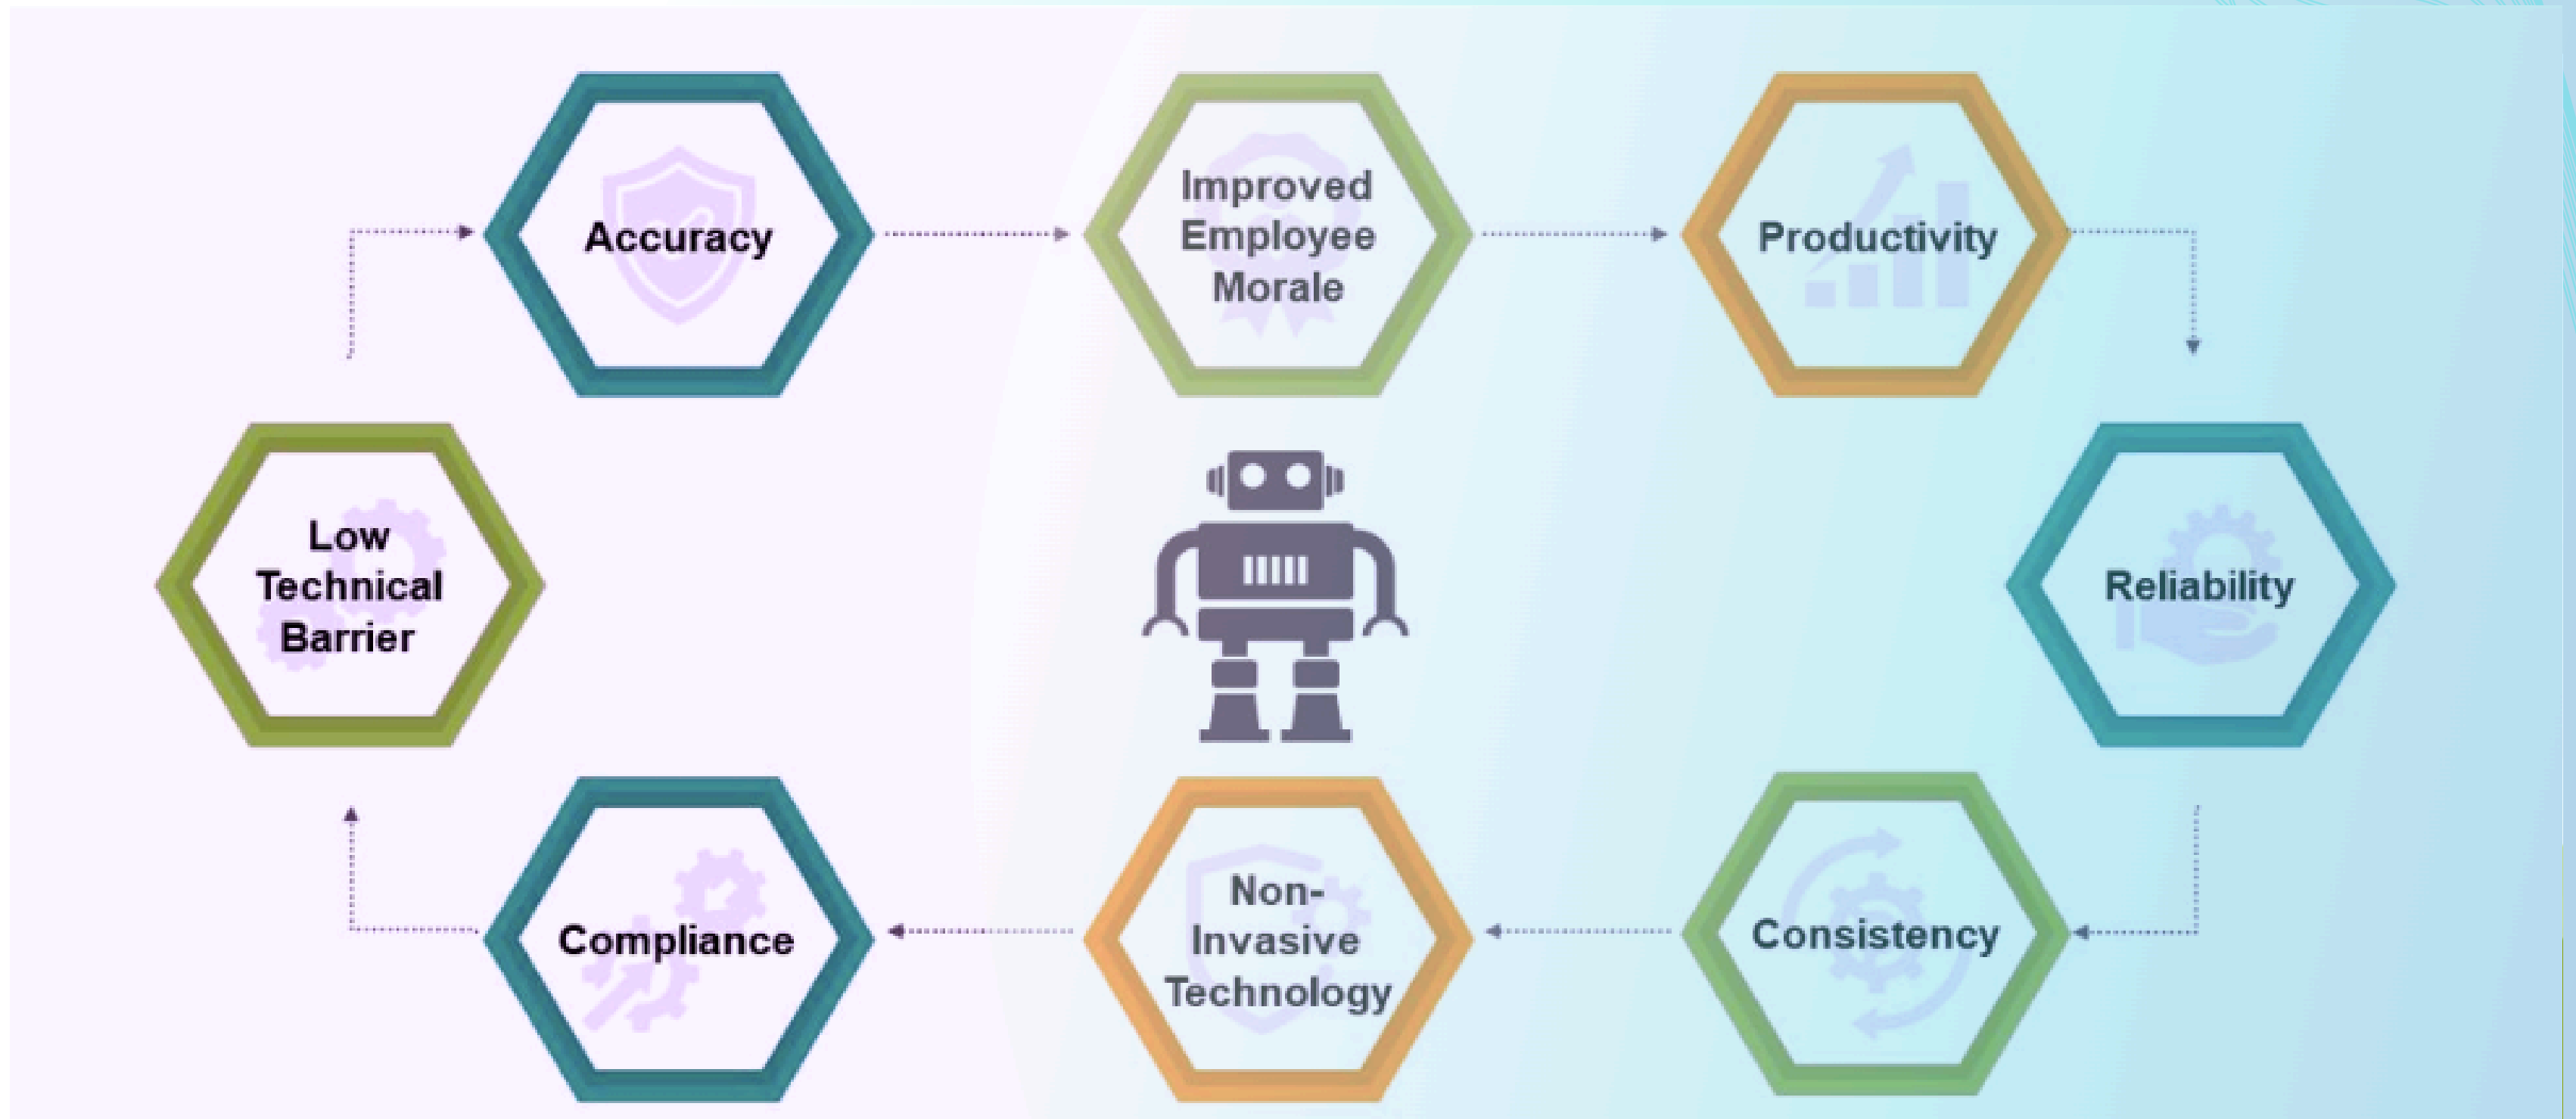 Accuracy
Improved
Employee
Morale
Productivity
Low
Technical
Barrier
Reliability
Compliance
Non-
Invasive
Technology
Consistency